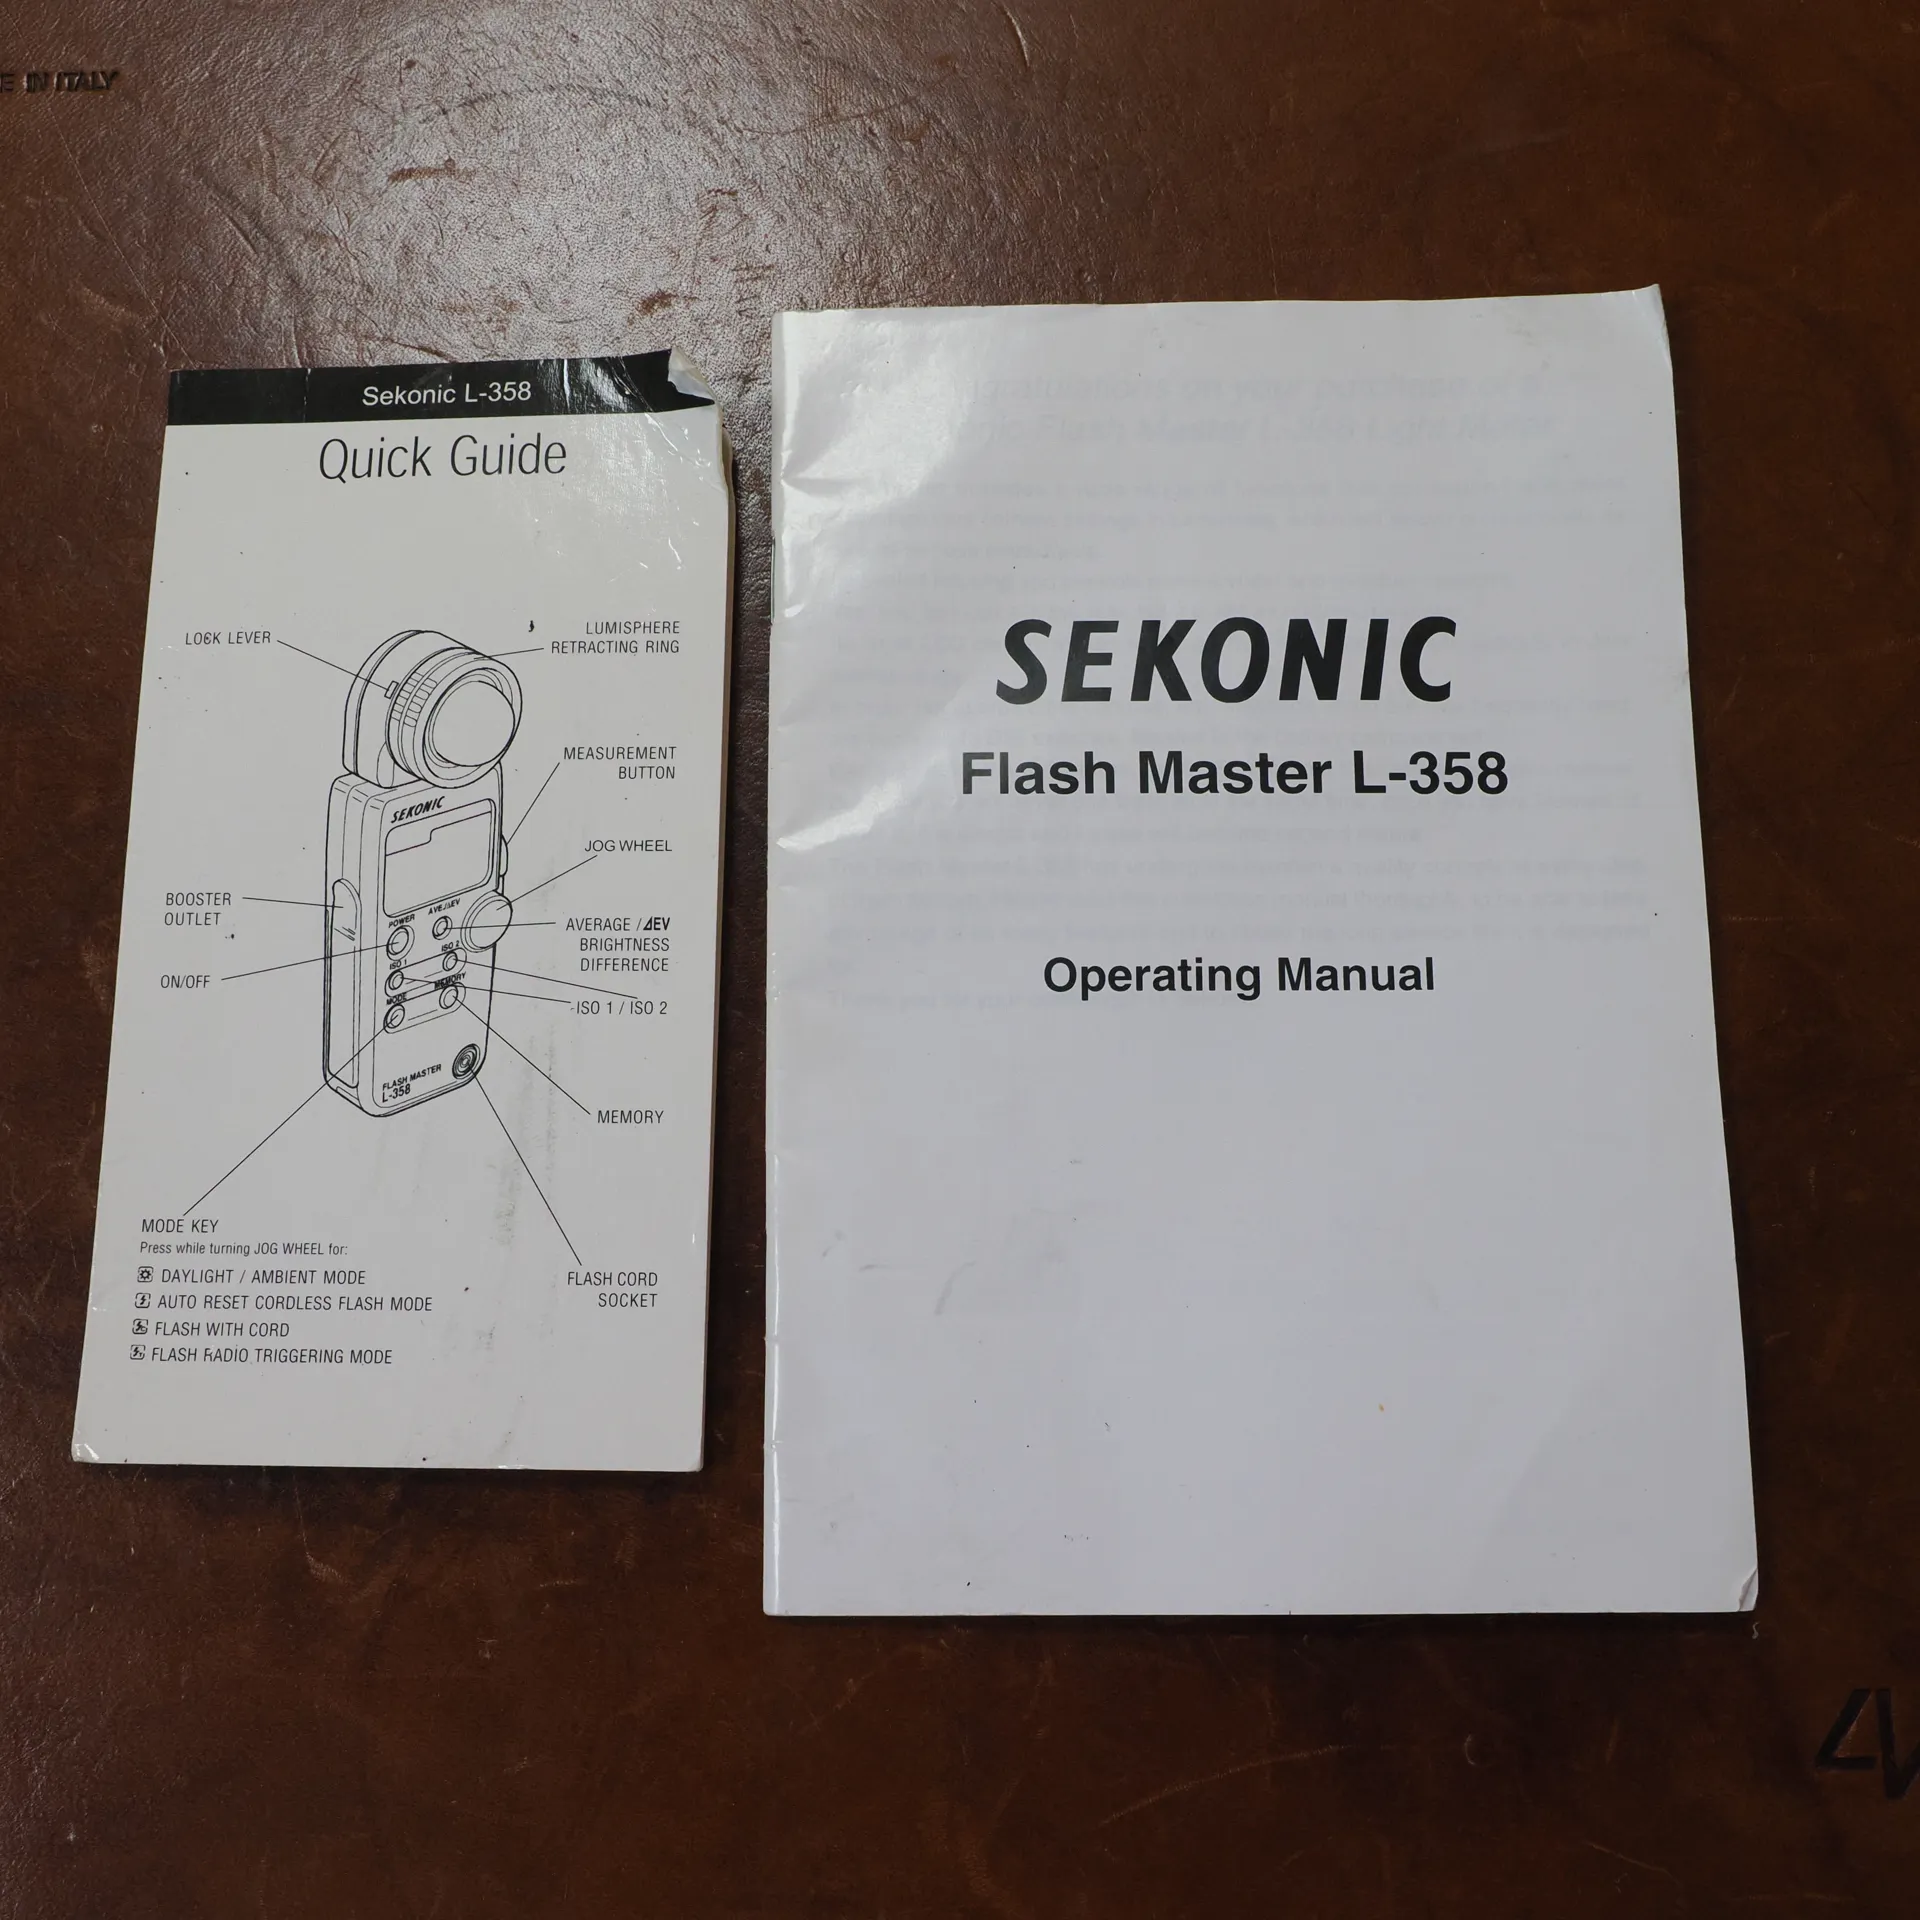 IN ITALY
Sekonic L-358
Quick Guide
LOCK LEVER
LUMISPHERE
RETRACTING RING
MEASUREMENT
BUTTON
SEKONIC
JOG WHEEL
BOOSTER
OUTLET
POWER
AVE./⊿EV
AVERAGE /⊿EV
BRIGHTNESS
DIFFERENCE
ON/OFF
ISO 1
ISO 2
MODE
MEMORY
ISO 1 / ISO 2
FLASH MASTER
L-358
MEMORY
MODE KEY
Press while turning JOG WHEEL for:
DAYLIGHT / AMBIENT MODE
AUTO RESET CORDLESS FLASH MODE
FLASH WITH CORD
FLASH RADIO TRIGGERING MODE
FLASH CORD
SOCKET
SEKONIC
Flash Master L-358
Operating Manual